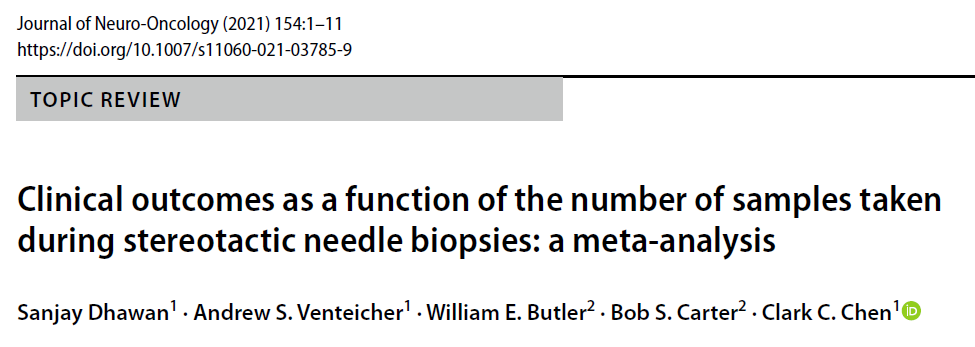 Journal of Neuro-Oncology (2021) 154:1–11
https://doi.org/10.1007/s11060-021-03785-9
TOPIC REVIEW
Clinical outcomes as a function of the number of samples taken
during stereotactic needle biopsies: a meta-analysis
Sanjay Dhawan1 · Andrew S. Venteicher1 · William E. Butler2 · Bob S. Carter2 · Clark C. Chen1 iD